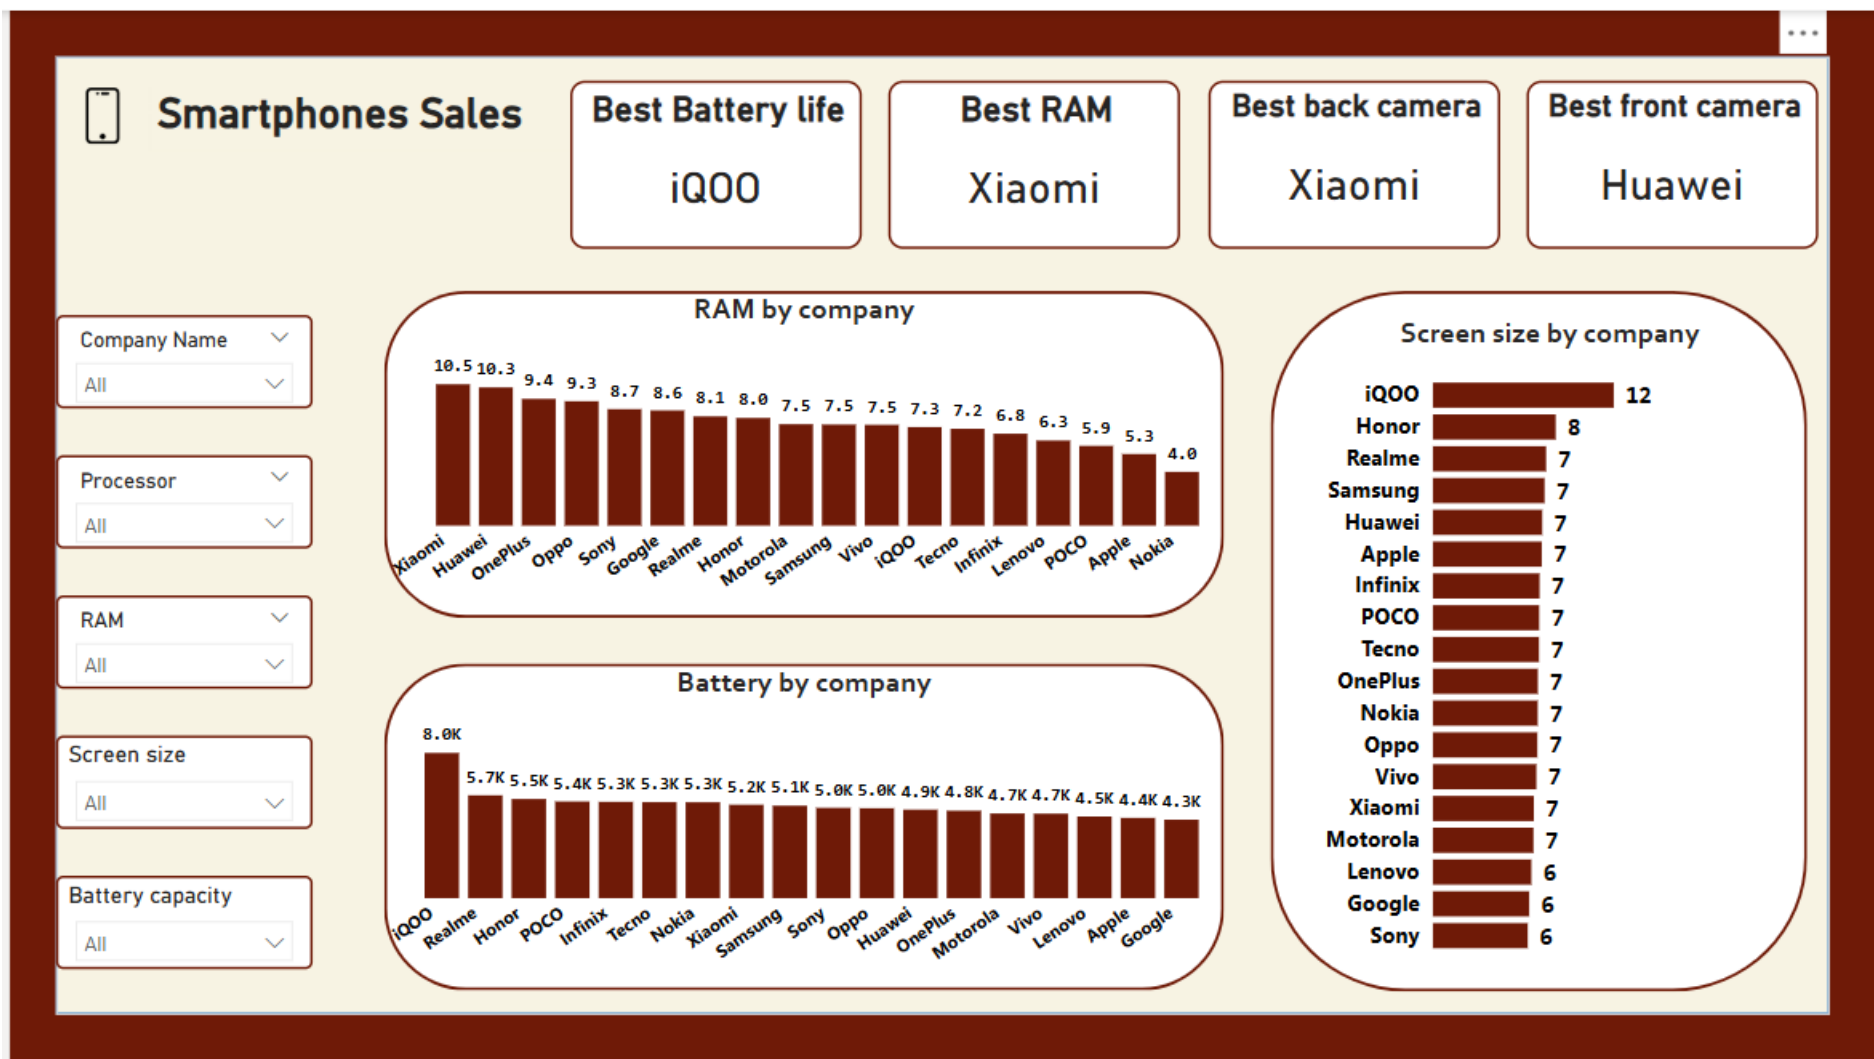 ...
Smartphones Sales
Best Battery life
iQOO
Best RAM
Xiaomi
Best back camera
Xiaomi
Best front camera
Huawei
Company Name
All
Processor
All
RAM
All
Screen size
All
Battery capacity
All
RAM by company
10.5 10.3 9.4 9.3 8.7 8.6 8.1 8.0 7.5 7.5 7.5 7.3 7.2 6.8 6.3 5.9 5.3 4.0
Xiaomi Huawei OnePlus Oppo Sony Google Realme Honor Motorola Samsung Vivo iQOO Tecno Infinix Lenovo POCO Apple Nokia
Battery by company
8.0K 5.7K 5.5K 5.4K 5.3K 5.3K 5.3K 5.2K 5.1K 5.0K 5.0K 4.9K 4.8K 4.7K 4.7K 4.5K 4.4K 4.3K
iQOO Realme Honor POCO Infinix Tecno Nokia Xiaomi Samsung Sony Oppo Huawei OnePlus Motorola Vivo Lenovo Apple Google
Screen size by company
iQOO 12
Honor 8
Realme 7
Samsung 7
Huawei 7
Apple 7
Infinix 7
POCO 7
Tecno 7
OnePlus 7
Nokia 7
Oppo 7
Vivo 7
Xiaomi 7
Motorola 7
Lenovo 6
Google 6
Sony 6